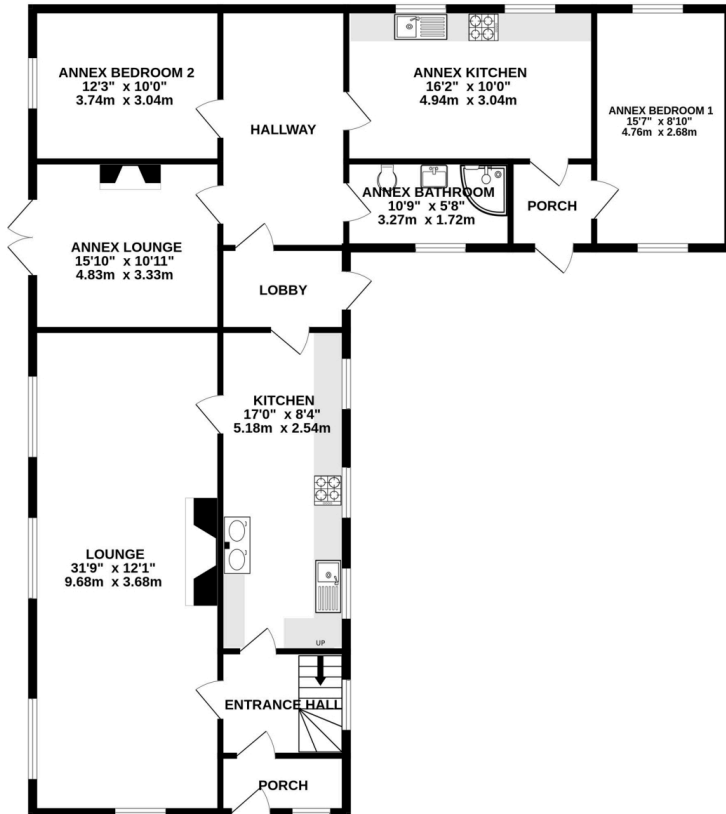 ANNEX BEDROOM 2
12'3" x 10'0"
3.74m x 3.04m
HALLWAY
ANNEX KITCHEN
16'2" x 10'0"
4.94m x 3.04m
ANNEX BEDROOM 1
15'7" x 8'10"
4.76m x 2.68m
ANNEX BATHROOM
10'9" x 5'8"
3.27m x 1.72m
PORCH
ANNEX LOUNGE
15'10" x 10'11"
4.83m x 3.33m
LOBBY
KITCHEN
17'0" x 8'4"
5.18m x 2.54m
LOUNGE
31'9" x 12'1"
9.68m x 3.68m
UP
ENTRANCE HALL
PORCH